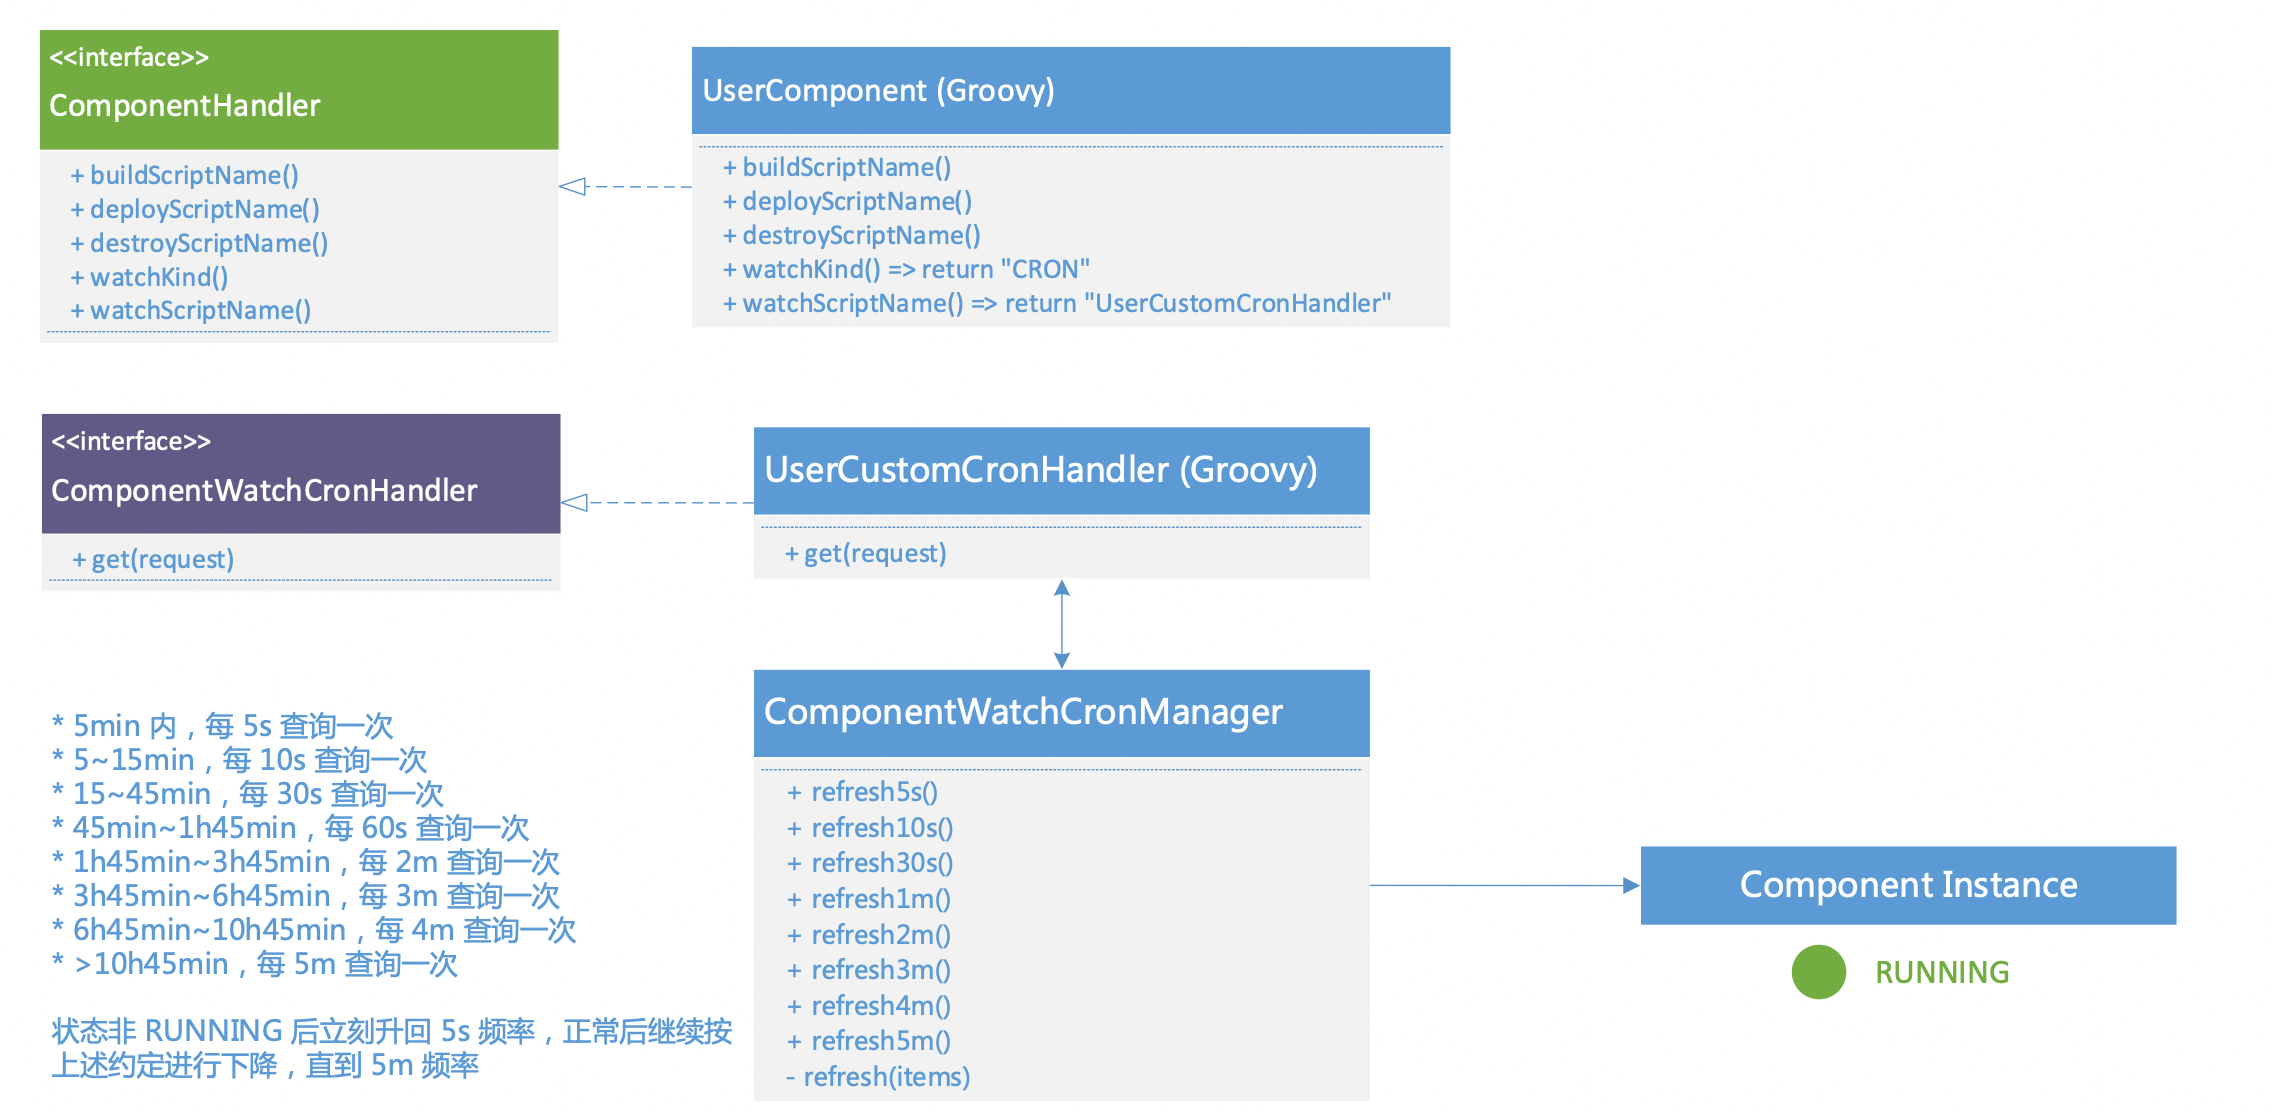 <<interface>>
ComponentHandler
+ buildScriptName()
+ deployScriptName()
+ destroyScriptName()
+ watchKind()
+ watchScriptName()
UserComponent (Groovy)
+ buildScriptName()
+ deployScriptName()
+ destroyScriptName()
+ watchKind() => return "CRON"
+ watchScriptName() => return "UserCustomCronHandler"
<<interface>>
ComponentWatchCronHandler
+ get(request)
UserCustomCronHandler (Groovy)
+ get(request)
* 5min 内，每 5s 查询一次
* 5~15min，每 10s 查询一次
* 15~45min，每 30s 查询一次
* 45min~1h45min，每 60s 查询一次
* 1h45min~3h45min，每 2m 查询一次
* 3h45min~6h45min，每 3m 查询一次
* 6h45min~10h45min，每 4m 查询一次
* >10h45min，每 5m 查询一次
状态非 RUNNING 后立刻升回 5s 频率，正常后继续按
上述约定进行下降，直到 5m 频率
ComponentWatchCronManager
+ refresh5s()
+ refresh10s()
+ refresh30s()
+ refresh1m()
+ refresh2m()
+ refresh3m()
+ refresh4m()
+ refresh5m()
- refresh(items)
Component Instance
RUNNING